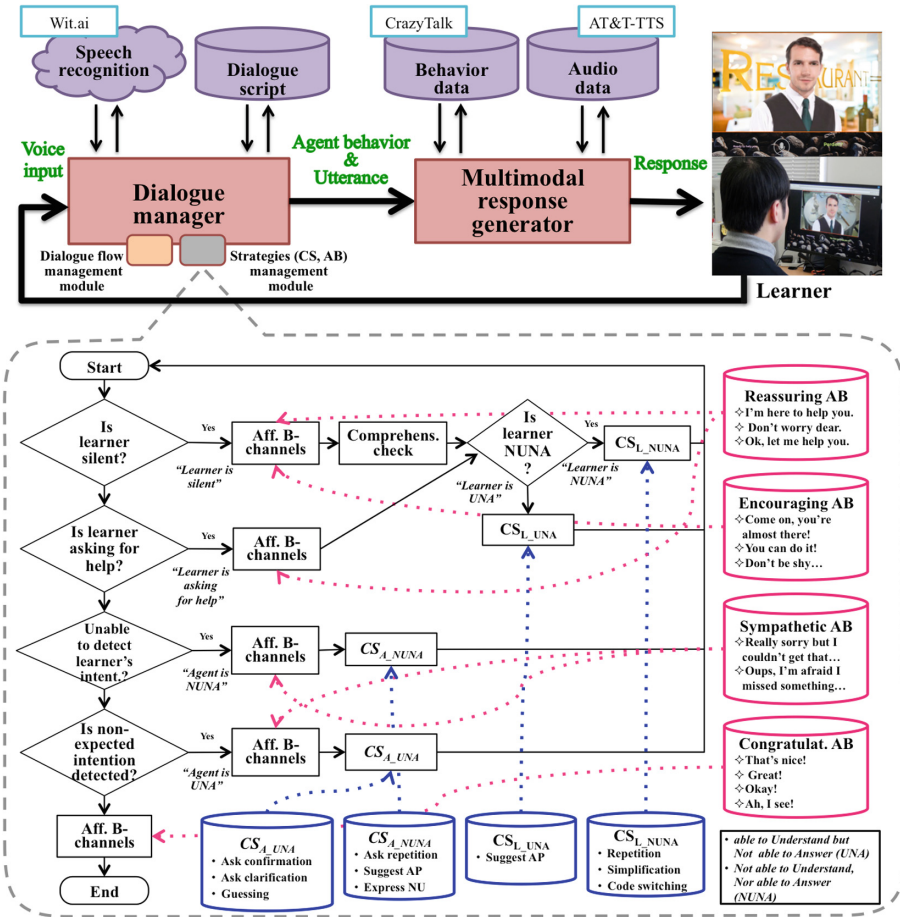 Wit.ai
CrazyTalk
AT&T-TTS
Speech
recognition
Dialogue
script
Behavior
data
Audio
data
RESTAURANT
Voice
input
Agent behavior
&
Utterance
Response
Dialogue
manager
Multimodal
response
generator
Dialogue flow
management
module
Strategies (CS, AB)
management
module
Learner
Start
Is
learner
silent?
Yes
“Learner is
silent”
Aff. B-
channels
Comprehens.
check
Is
learner
NUNA
?
Yes
“Learner is
NUNA”
“Learner is
UNA”
CSL_NUNA
CSL_UNA
Is learner
asking for
help?
Yes
“Learner is
asking
for help”
Aff. B-
channels
Unable
to detect
learner’s
intent.?
Yes
“Agent is
NUNA”
Aff. B-
channels
CSA_NUNA
Is non-
expected
intention
detected?
Yes
“Agent is
UNA”
Aff. B-
channels
CSA_UNA
Aff. B-
channels
End
Reassuring AB
✧I’m here to help you.
✧ Don’t worry dear.
✧Ok, let me help you.
Encouraging AB
✧Come on, you’re
almost there!
✧You can do it!
✧Don’t be shy…
Sympathetic AB
✧Really sorry but I
couldn’t get that…
✧Oups, I’m afraid I
missed something…
Congratulat. AB
✧That’s nice!
✧ Great!
✧Okay!
✧Ah, I see!
CSA_UNA
• Ask confirmation
• Ask clarification
• Guessing
CSA_NUNA
• Ask repetition
• Suggest AP
• Express NU
CSL_UNA
• Suggest AP
CSL_NUNA
• Repetition
• Simplification
• Code switching
• able to Understand but
Not able to Answer (UNA)
• Not able to Understand,
Nor able to Answer
(NUNA)